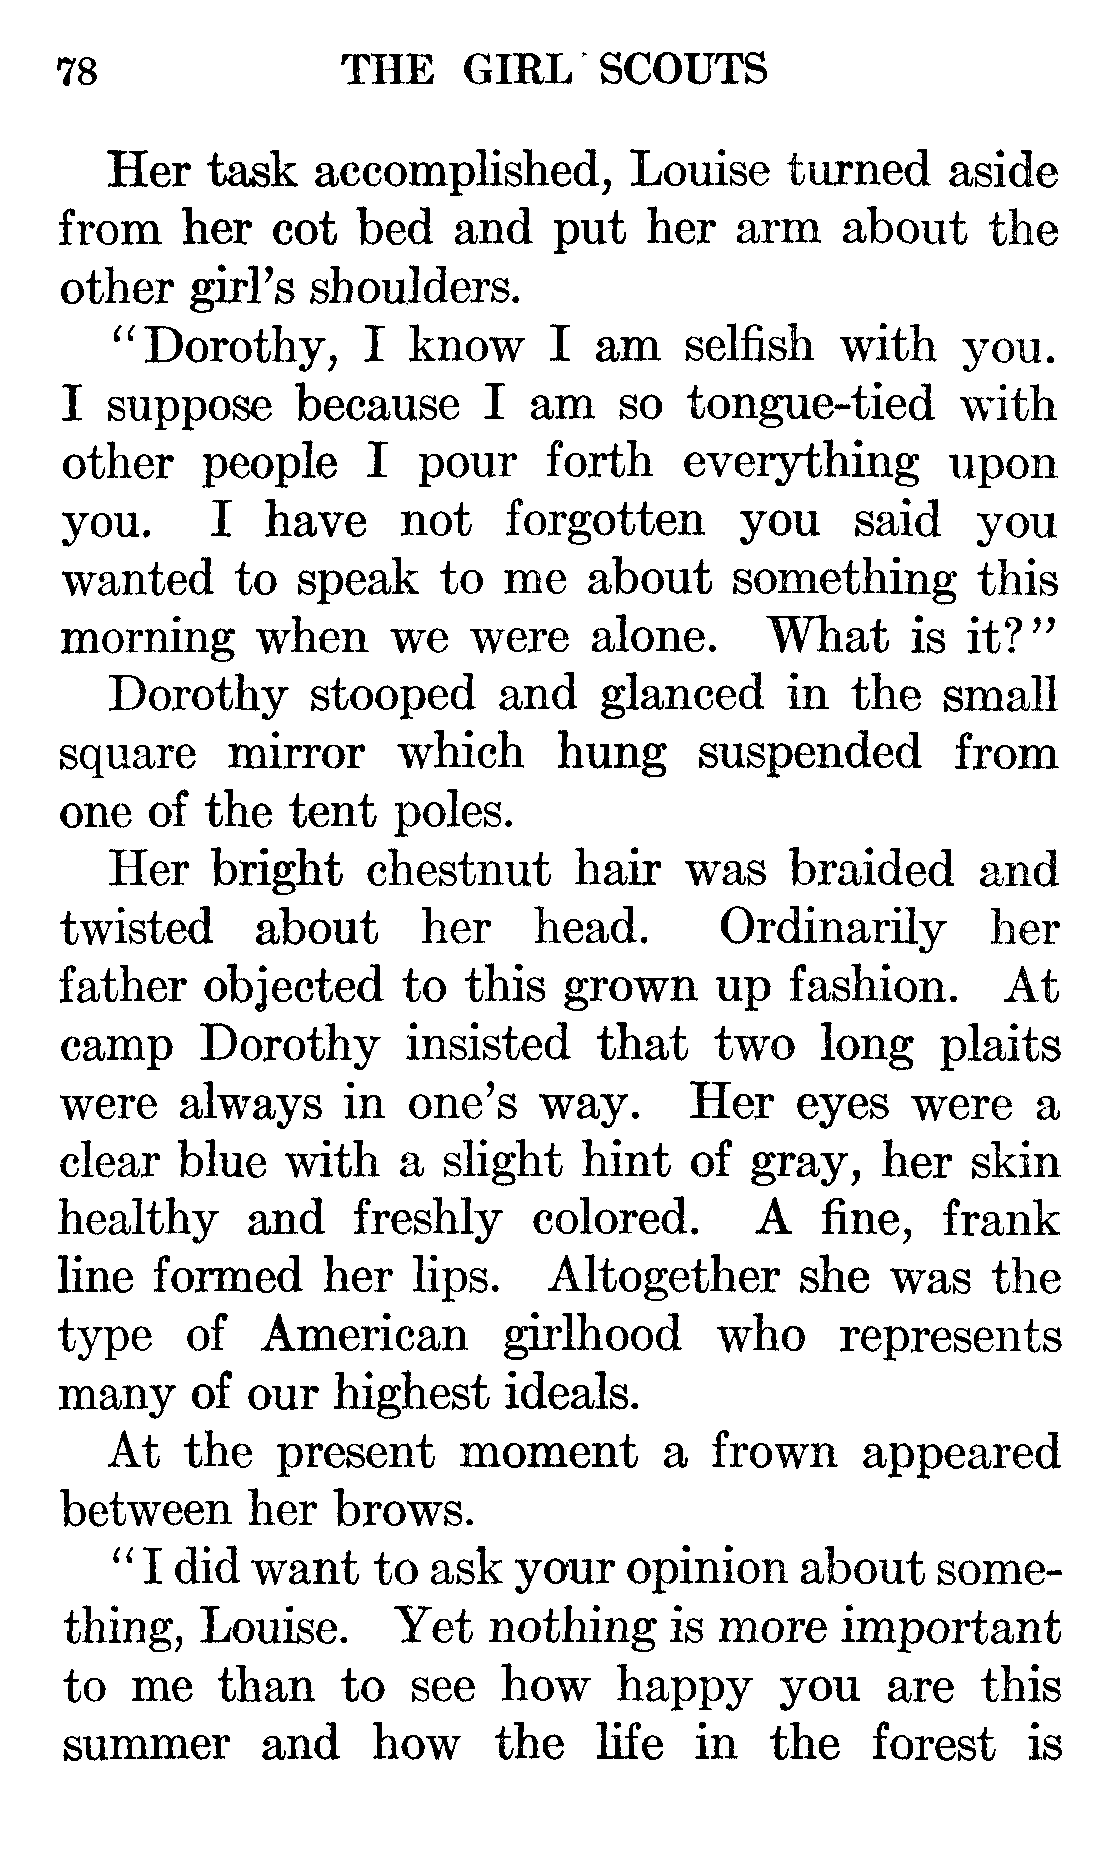 78 THE GIRL SCOUTS
Her task accomplished, Louise turned aside
from her cot bed and put her arm about the
other girl's shoulders.
"Dorothy, I know I am selfish with you.
I suppose because I am so tongue-tied with
other people I pour forth everything upon
you. I have not forgotten you said you
wanted to speak to me about something this
morning when we were alone. What is it?"
Dorothy stooped and glanced in the small
square mirror which hung suspended from
one of the tent poles.
Her bright chestnut hair was braided and
twisted about her head. Ordinarily her
father objected to this grown up fashion. At
camp Dorothy insisted that two long plaits
were always in one's way. Her eyes were a
clear blue with a slight hint of gray, her skin
healthy and freshly colored. A fine, frank
line formed her lips. Altogether she was the
type of American girlhood who represents
many of our highest ideals.
At the present moment a frown appeared
between her brows.
"I did want to ask your opinion about some-
thing, Louise. Yet nothing is more important
to me than to see how happy you are this
summer and how the life in the forest is